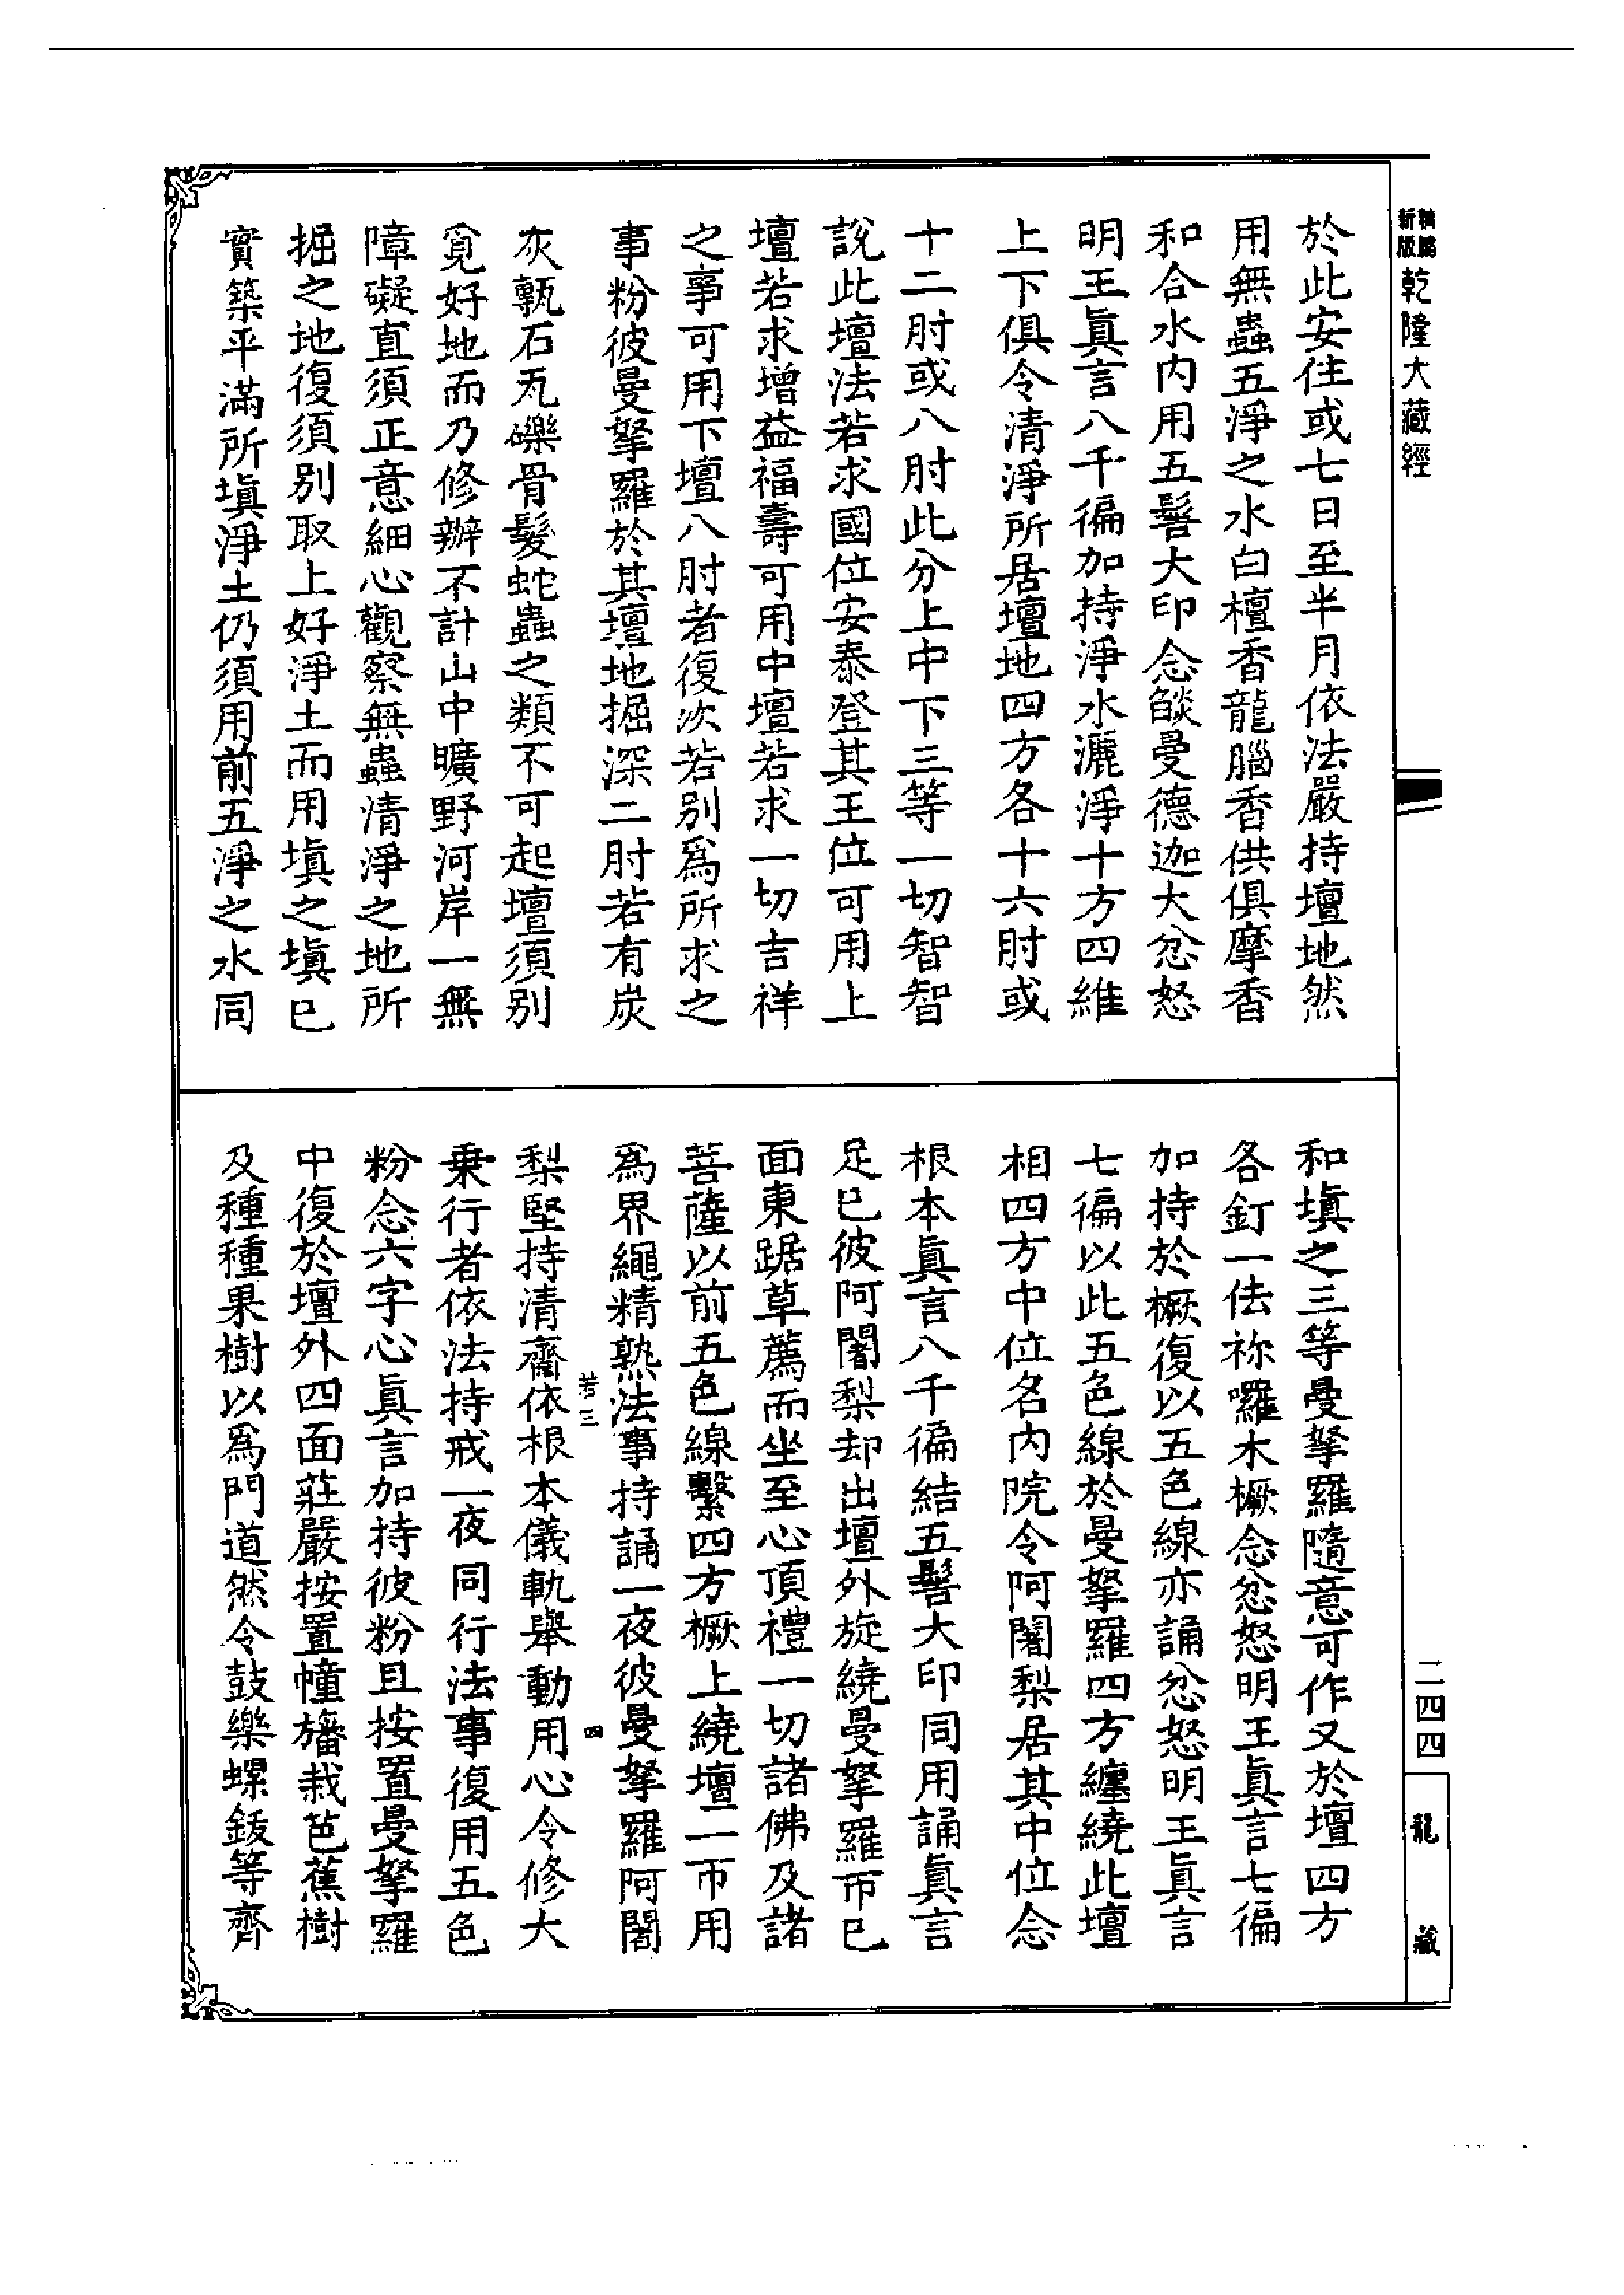 新版精縮乾隆大藏經
於此安住或七日至半月依法嚴持壇地然
用無蟲五淨之水白檀香龍腦香供俱摩香
和合水內用五髻大印念燄曼德迦大忿怒
明王眞言八千徧加持淨水灑淨十方四維
上下俱令清淨所居壇地四方各十六肘或
十二肘或八肘此分上中下三等一切智智
說此壇法若求國位安泰登其王位可用上
壇若求增益福壽可用中壇若求一切吉祥
之事可用下壇八肘者復次若別爲所求之
事粉彼曼拏羅於其壇地掘深二肘若有炭
灰甎石瓦礫骨髮蛇蟲之類不可起壇須別
覓好地而乃修辦不計山中曠野河岸一無
障礙直須正意細心觀察無蟲清淨之地所
掘之地復須別取上好淨土而用塡之塡已
實築平滿所塡淨土仍須用前五淨之水同
和塡之三等曼拏羅隨意可作又於壇四方
各釘一佉祢囉木橛念忿怒明王眞言七徧
加持於橛復以五色線亦誦忿怒明王眞言
七徧以此五色線於曼拏羅四方纏繞此壇
相四方中位名內院令阿闍梨居其中位念
根本眞言八千徧結五髻大印同用誦眞言
足已彼阿闍梨却出壇外旋繞曼拏羅帀已
面東踞草薦而坐至心頂禮一切諸佛及諸
菩薩以前五色線繫四方橛上繞壇二帀用
爲界繩精熟法事持誦一夜彼曼拏羅阿闍
若三 四
梨堅持清齋依根本儀軌舉動用心令修大
乗行者依法持戒一夜同行法事復用五色
粉念六字心眞言加持彼粉且按置曼拏羅
中復於壇外四面莊嚴按置幢旛栽芭蕉樹
及種種果樹以爲門道然令鼓樂螺鈸等齊
二四四
龍藏